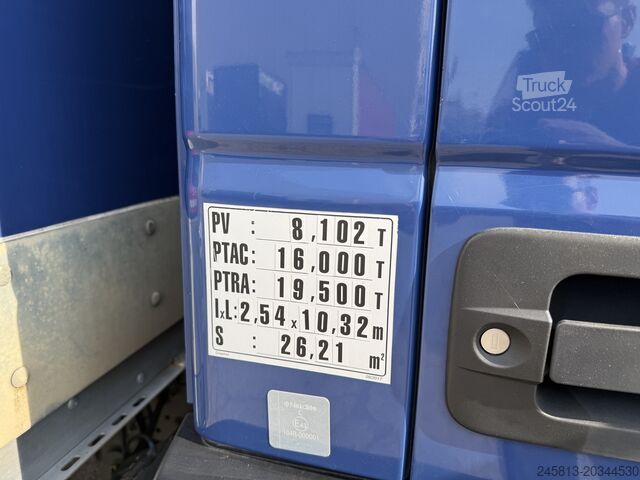 Truck
Scout24
PV : 8,102 T
PTAC: 16,000 T
PTRA: 19,500 T
lxL: 2,54 x 10,32 m
S : 26,21 m²
245813-20344530